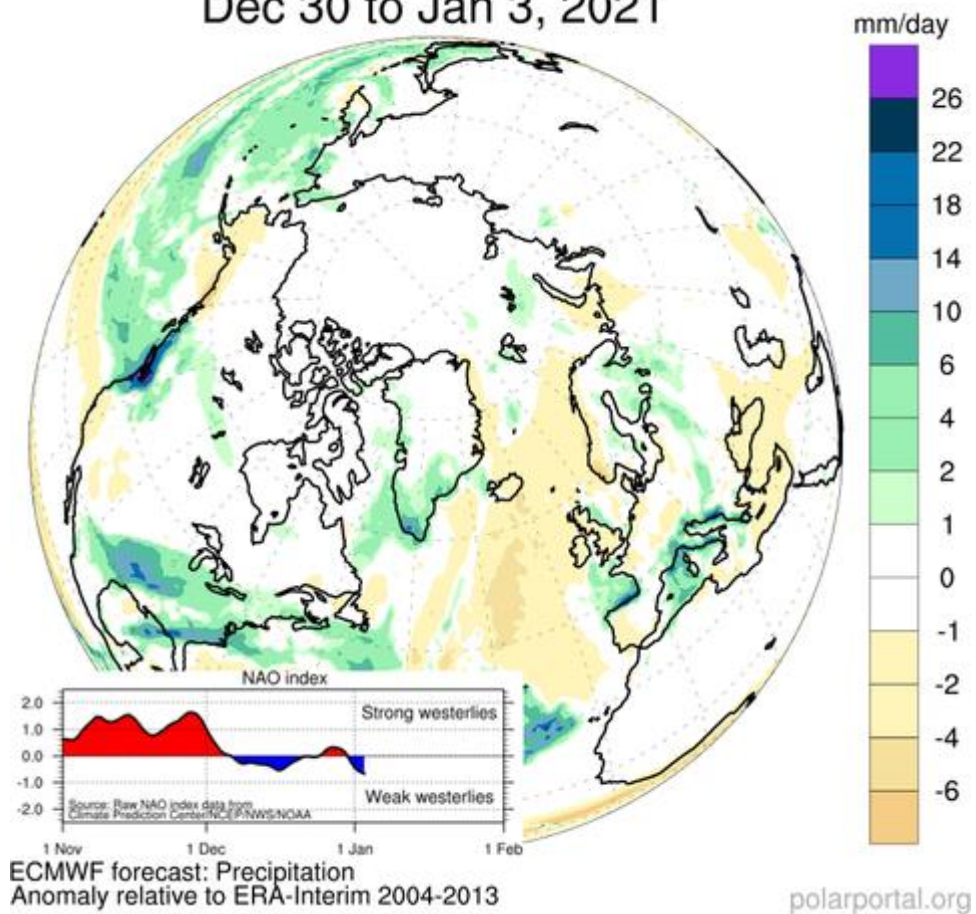 Dec 30 to Jan 3, 2021
mm/day
26
22
18
14
10
6
4
2
1
0
-1
-2
-4
-6
NAO index
2.0
1.0
0.0
-1.0
-2.0
Strong westerlies
Weak westerlies
Source: Raw NAO index data from
Climate Prediction Center/NCEP/NWS/NOAA
1 Nov
1 Dec
1 Jan
1 Feb
ECMWF forecast: Precipitation
Anomaly relative to ERA-Interim 2004-2013
polarportal.org